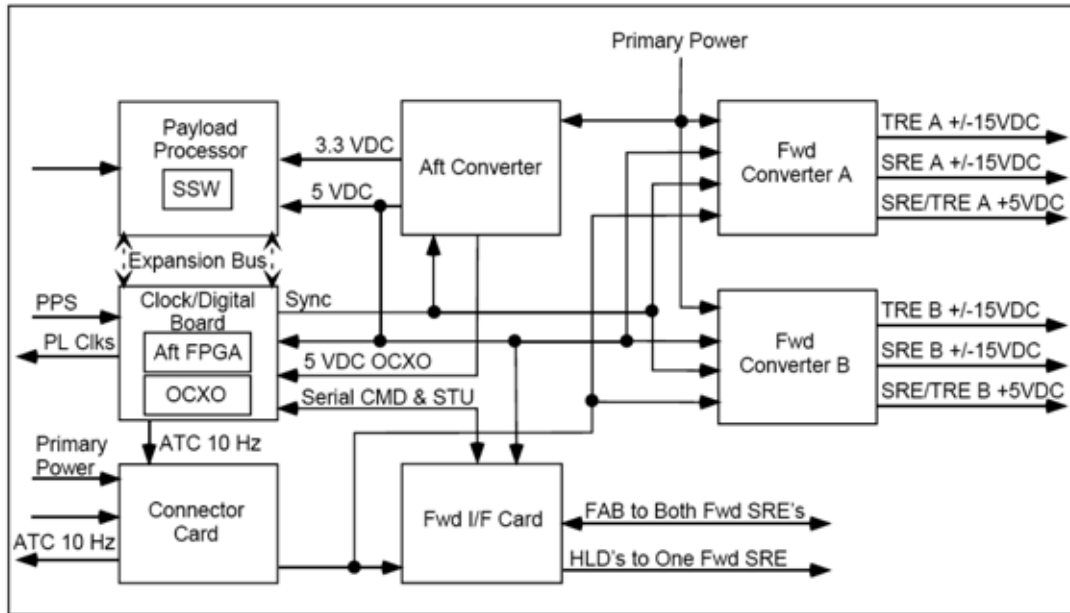 Primary Power
Payload
Processor
SSW
3.3 VDC
5 VDC
Aft Converter
Fwd
Converter A
TRE A +/-15VDC
SRE A +/-15VDC
SRE/TRE A +5VDC
Expansion Bus
PPS
PL Clks
Clock/Digital
Board
Aft FPGA
OCXO
Sync
5 VDC OCXO
Serial CMD & STU
Fwd
Converter B
TRE B +/-15VDC
SRE B +/-15VDC
SRE/TRE B +5VDC
ATC 10 Hz
Primary
Power
ATC 10 Hz
Connector
Card
Fwd I/F Card
FAB to Both Fwd SRE's
HLD's to One Fwd SRE